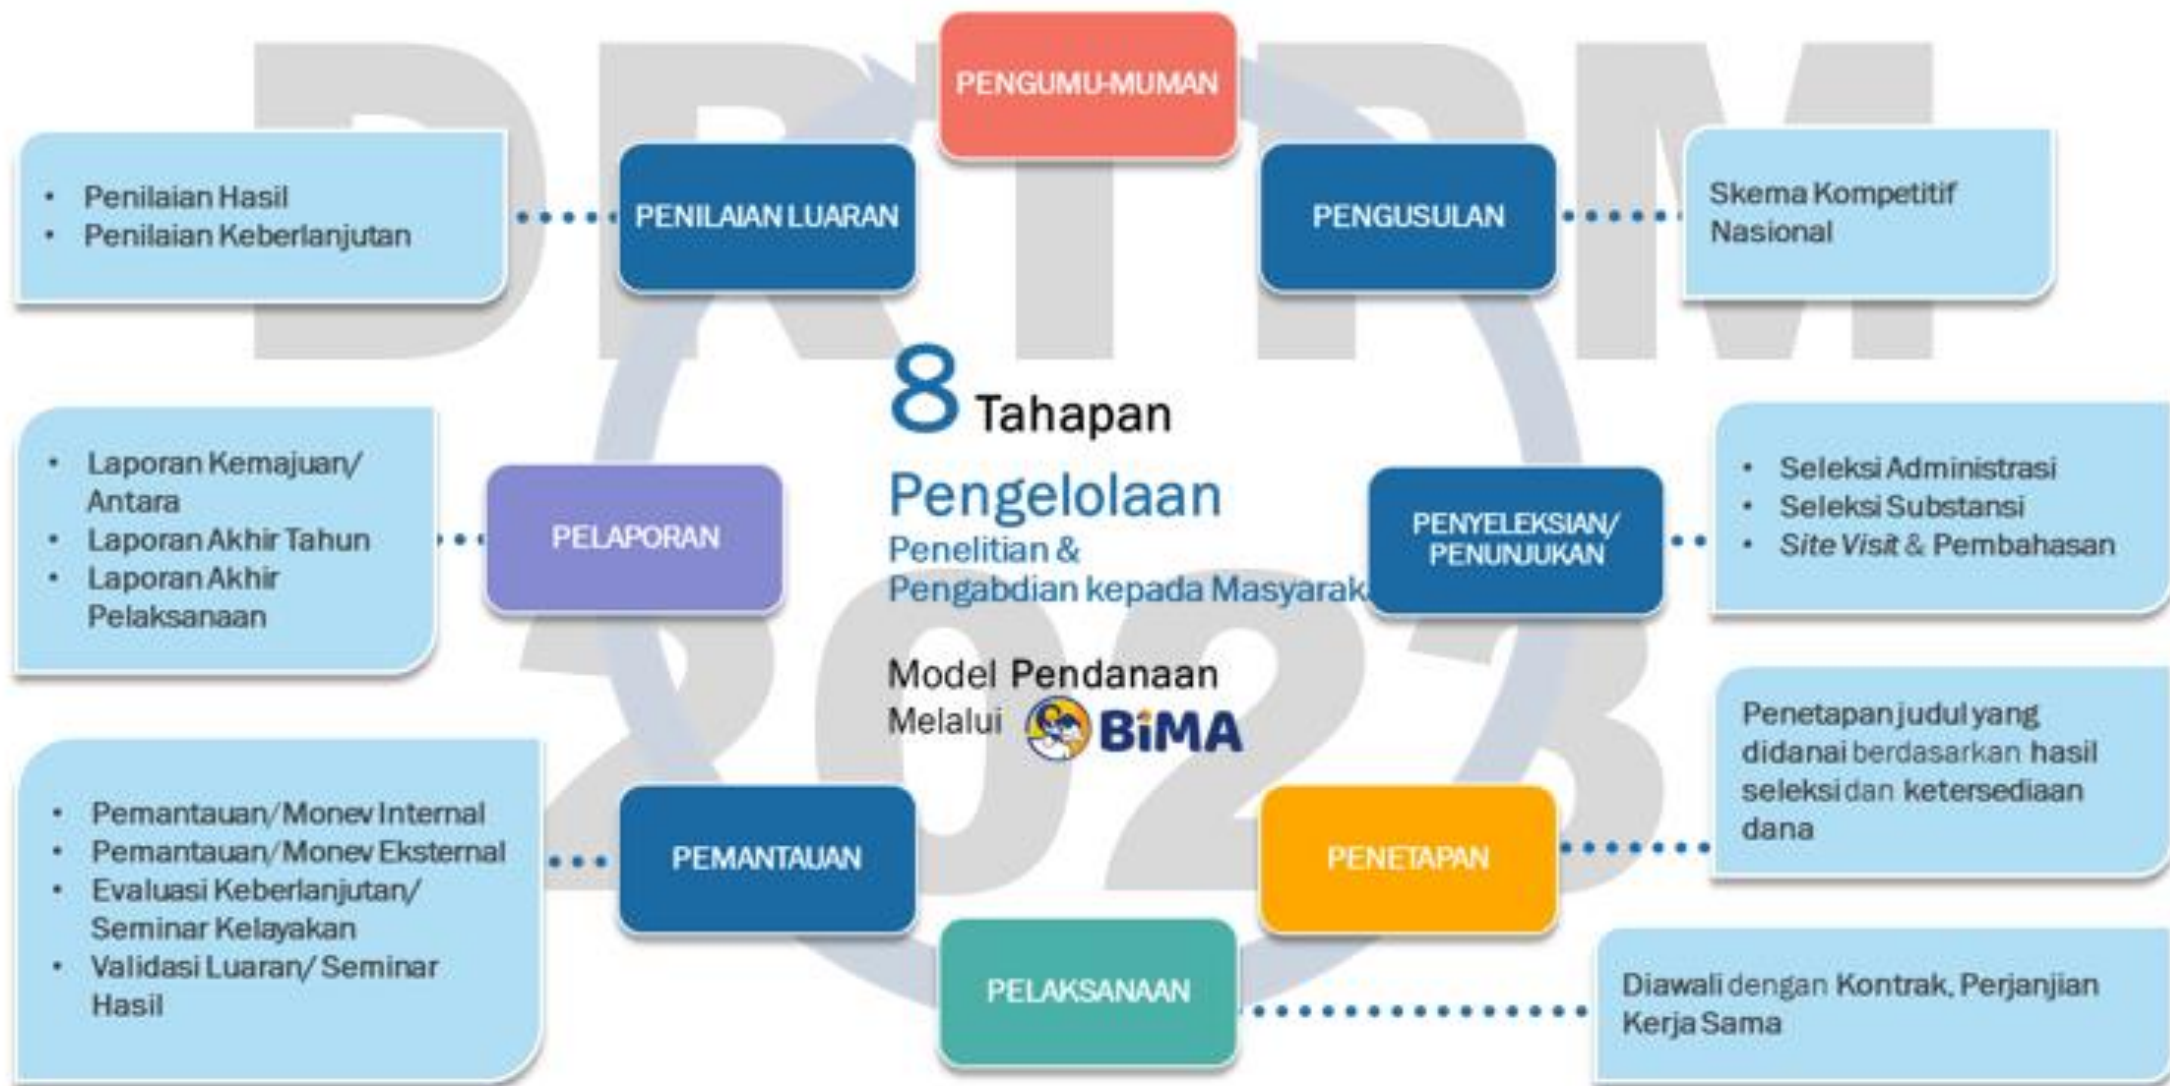 DRTPM
2023
PENGUMU-MUMAN
PENGUSULAN
Skema Kompetitif
Nasional
PENYELEKSIAN/
PENUNJUKAN
• Seleksi Administrasi
• Seleksi Substansi
• Site Visit & Pembahasan
PENETAPAN
Penetapan judul yang
didanai berdasarkan hasil
seleksi dan ketersediaan
dana
PELAKSANAAN
Diawali dengan Kontrak, Perjanjian
Kerja Sama
PEMANTAUAN
• Pemantauan/Monev Internal
• Pemantauan/Monev Eksternal
• Evaluasi Keberlanjutan/
Seminar Kelayakan
• Validasi Luaran/ Seminar
Hasil
PELAPORAN
• Laporan Kemajuan/
Antara
• Laporan Akhir Tahun
• Laporan Akhir
Pelaksanaan
PENILAIAN LUARAN
• Penilaian Hasil
• Penilaian Keberlanjutan
8 Tahapan
Pengelolaan
Penelitian &
Pengabdian kepada Masyarak
Model Pendanaan
Melalui BiMA